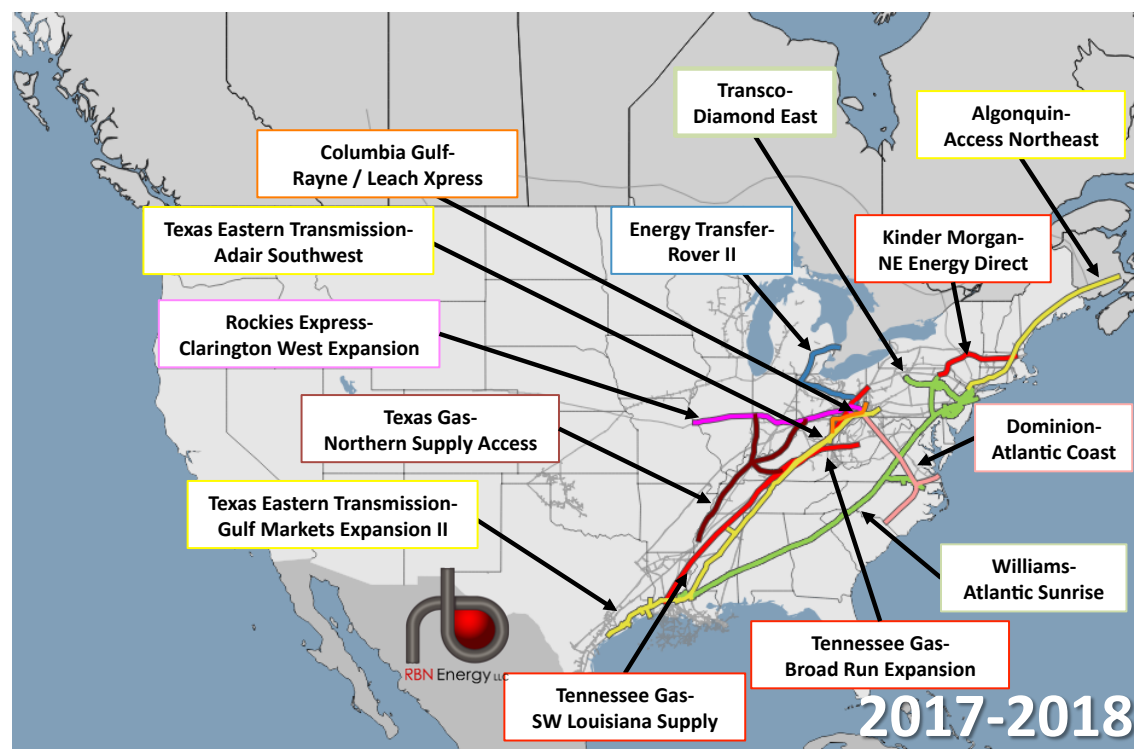 Transco-
Diamond East
Algonquin-
Access Northeast
Columbia Gulf-
Rayne / Leach Xpress
Texas Eastern Transmission-
Adair Southwest
Energy Transfer-
Rover II
Kinder Morgan-
NE Energy Direct
Rockies Express-
Clarington West Expansion
Texas Gas-
Northern Supply Access
Dominion-
Atlantic Coast
Texas Eastern Transmission-
Gulf Markets Expansion II
Williams-
Atlantic Sunrise
Tennessee Gas-
Broad Run Expansion
RBN Energy LLC
Tennessee Gas-
SW Louisiana Supply
2017-2018